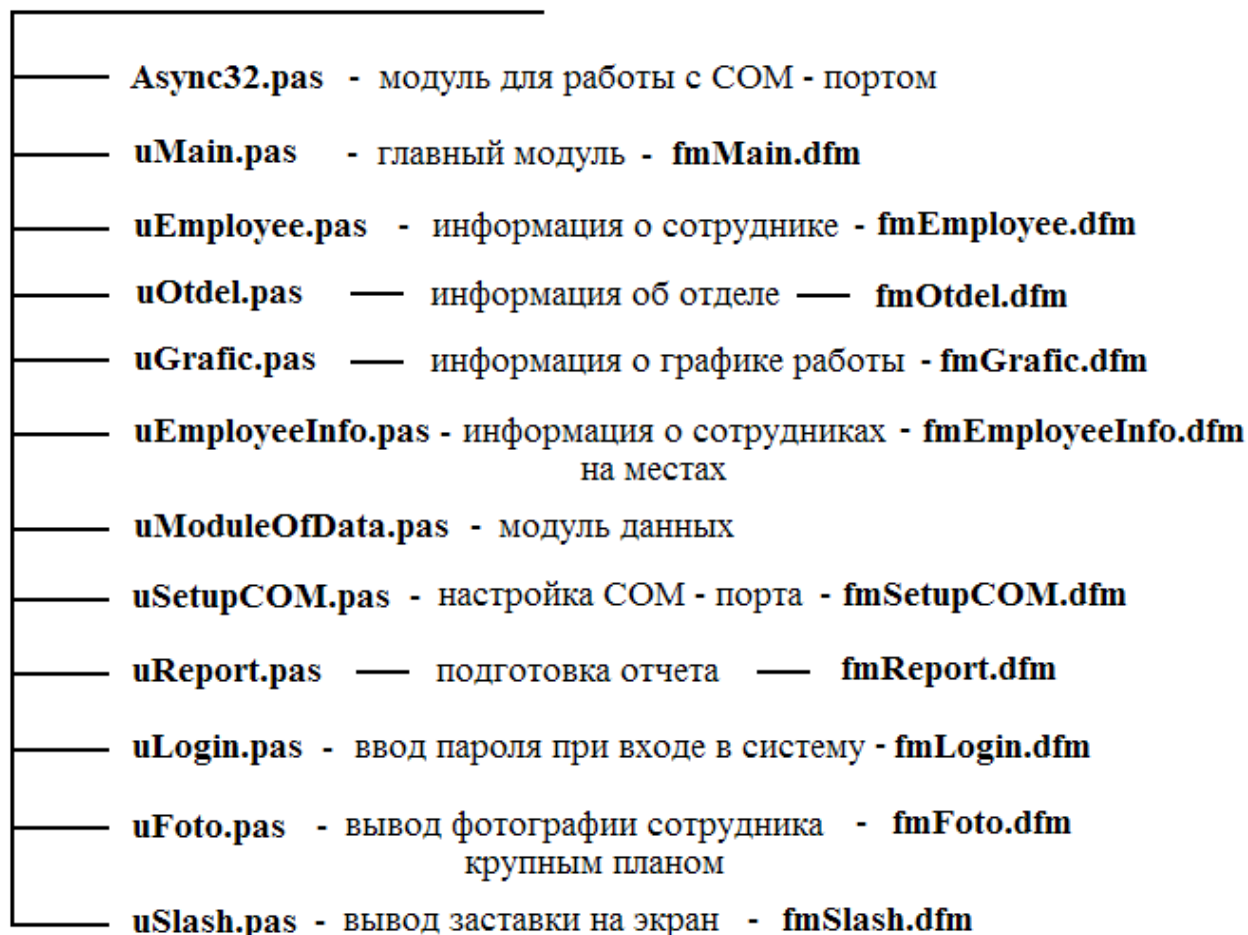 Async32.pas - модуль для работы с COM - портом
uMain.pas - главный модуль - fmMain.dfm
uEmployee.pas - информация о сотруднике - fmEmployee.dfm
uOtdel.pas — информация об отделе — fmOtdel.dfm
uGrafic.pas — информация о графике работы - fmGrafic.dfm
uEmployeeInfo.pas - информация о сотрудниках - fmEmployeeInfo.dfm
на местах
uModuleOfData.pas - модуль данных
uSetupCOM.pas - настройка COM - порта - fmSetupCOM.dfm
uReport.pas — подготовка отчета — fmReport.dfm
uLogin.pas - ввод пароля при входе в систему - fmLogin.dfm
uFoto.pas - вывод фотографии сотрудника - fmFoto.dfm
крупным планом
uSlash.pas - вывод заставки на экран - fmSlash.dfm